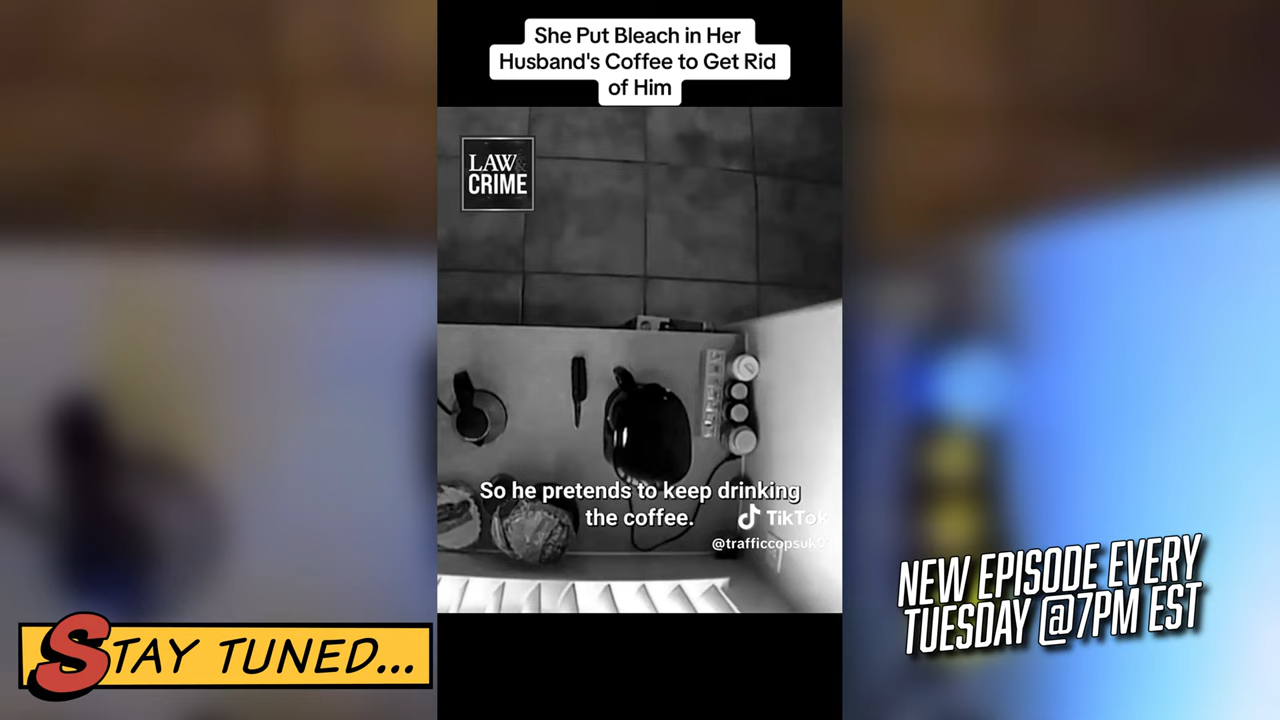 She Put Bleach in Her
Husband's Coffee to Get Rid
of Him
LAW&
CRIME
So he pretends to keep drinking
the coffee.
TikTok
STAY TUNED...
NEW EPISODE EVERY
TUESDAY @7PM EST